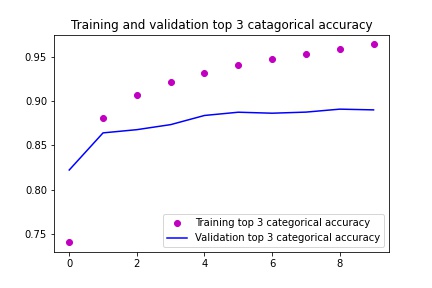 Training and validation top 3 catagorical accuracy
0.95
0.90
0.85
0.80
0.75
Training top 3 categorical accuracy
Validation top 3 categorical accuracy
0 2 4 6 8